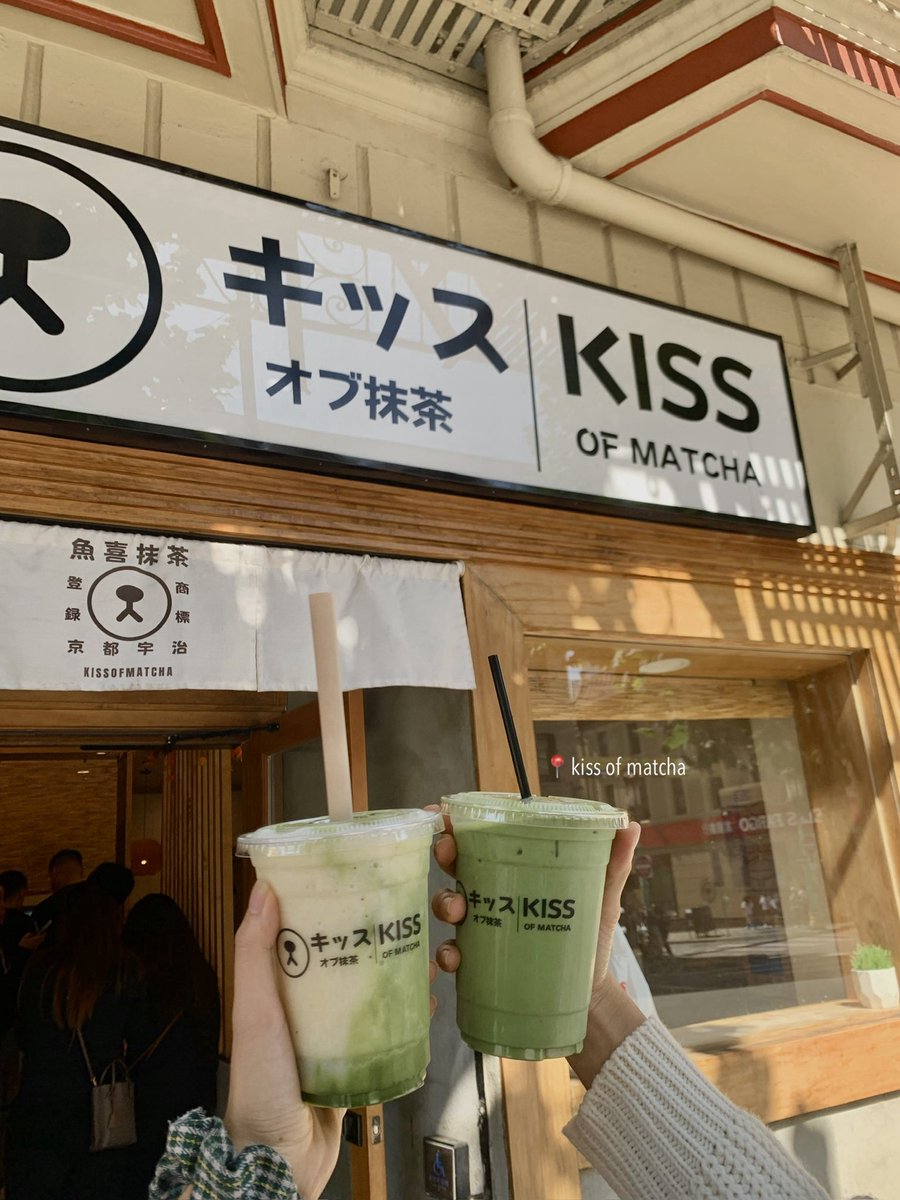 キッス
オブ抹茶
KISS
OF MATCHA
魚喜抹茶
登録
商標
京都宇治
KISSOFMATCHA
📍 kiss of matcha
キッス
オブ抹茶
KISS
OF MATCHA
キッス
オブ抹茶
KISS
OF MATCHA